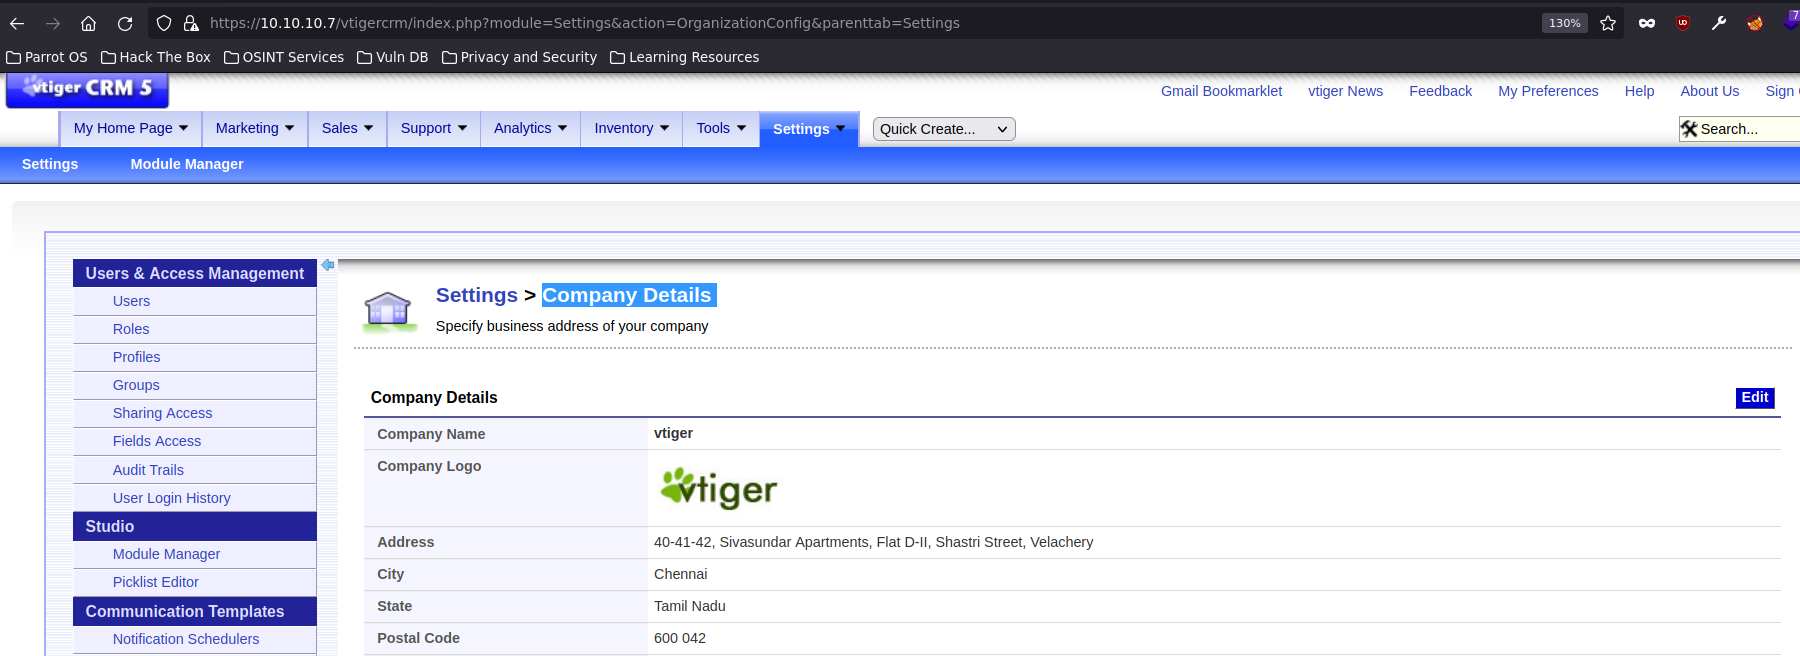 https://10.10.10.7/vtigercrm/index.php?module=Settings&action=OrganizationConfig&parenttab=Settings 130% 7
Parrot OS Hack The Box OSINT Services Vuln DB Privacy and Security Learning Resources
vtiger CRM 5
Gmail Bookmarklet vtiger News Feedback My Preferences Help About Us Sign
My Home Page Marketing Sales Support Analytics Inventory Tools Settings Quick Create... Search...
Settings Module Manager
Users & Access Management
Users
Roles
Profiles
Groups
Sharing Access
Fields Access
Audit Trails
User Login History
Studio
Module Manager
Picklist Editor
Communication Templates
Notification Schedulers
Settings > Company Details
Specify business address of your company
Company Details Edit
Company Name vtiger
Company Logo vtiger
Address 40-41-42, Sivasundar Apartments, Flat D-II, Shastri Street, Velachery
City Chennai
State Tamil Nadu
Postal Code 600 042